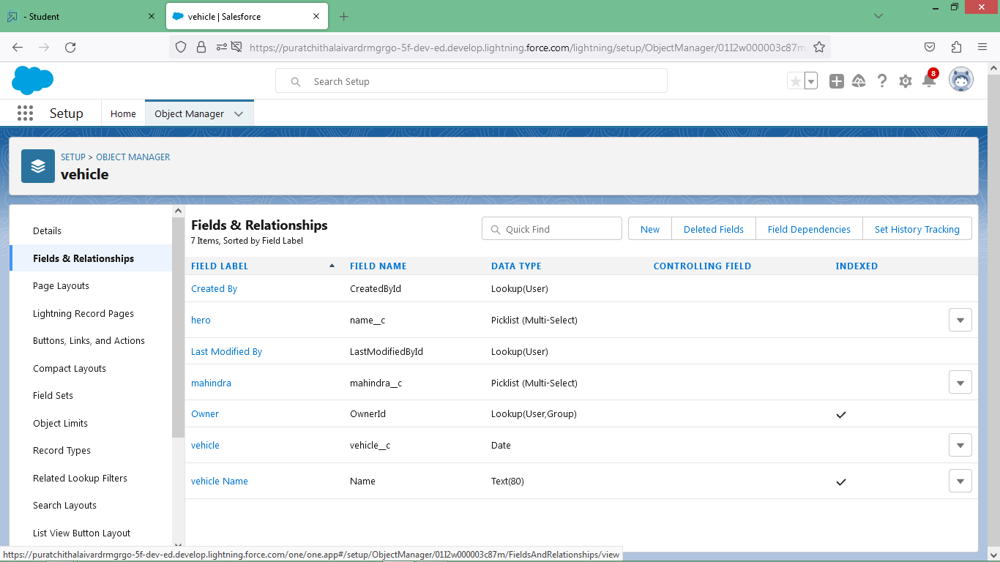 - Student
vehicle | Salesforce
https://puratchithalaivardrmgrgo-5f-dev-ed.develop.lightning.force.com/lightning/setup/ObjectManager/01I2w000003c87m/
Search Setup
8
Setup
Home
Object Manager
SETUP > OBJECT MANAGER
vehicle
Details
Fields & Relationships
Page Layouts
Lightning Record Pages
Buttons, Links, and Actions
Compact Layouts
Field Sets
Object Limits
Record Types
Related Lookup Filters
Search Layouts
List View Button Layout
Fields & Relationships
7 Items, Sorted by Field Label
Quick Find
New
Deleted Fields
Field Dependencies
Set History Tracking
FIELD LABEL FIELD NAME DATA TYPE CONTROLLING FIELD INDEXED
Created By CreatedById Lookup(User)
hero name__c Picklist (Multi-Select)
Last Modified By LastModifiedById Lookup(User)
mahindra mahindra__c Picklist (Multi-Select)
Owner OwnerId Lookup(User,Group)
vehicle vehicle__c Date
vehicle Name Name Text(80)
https://puratchithalaivardrmgrgo-5f-dev-ed.develop.lightning.force.com/one/one.app#/setup/ObjectManager/01I2w000003c87m/FieldsAndRelationships/view